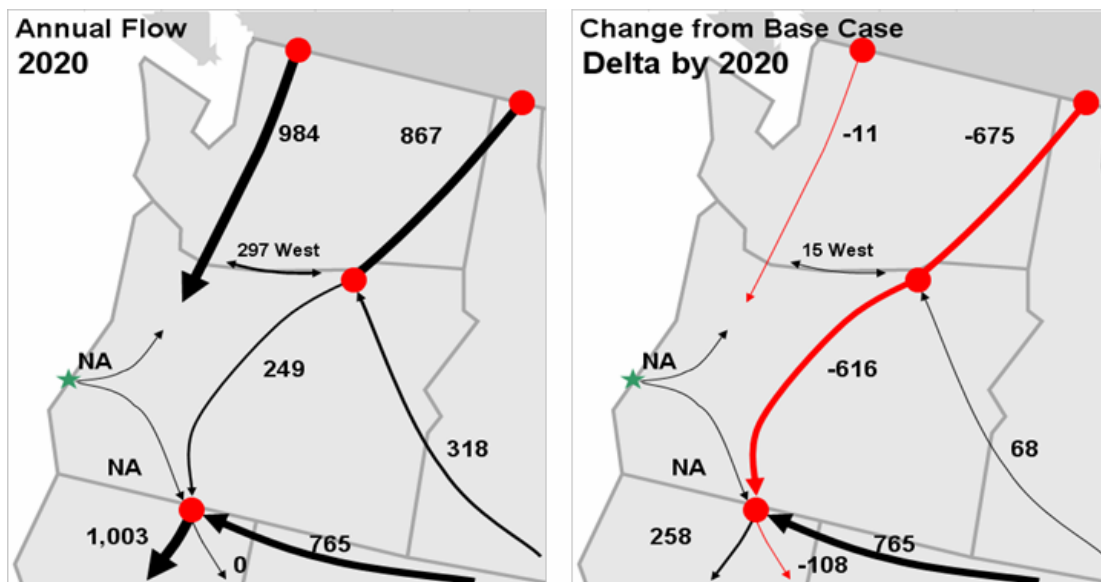 Annual Flow
2020
984
867
297 West
NA
249
318
NA
1,003
765
0
Change from Base Case
Delta by 2020
-11
-675
15 West
NA
-616
68
NA
258
765
-108